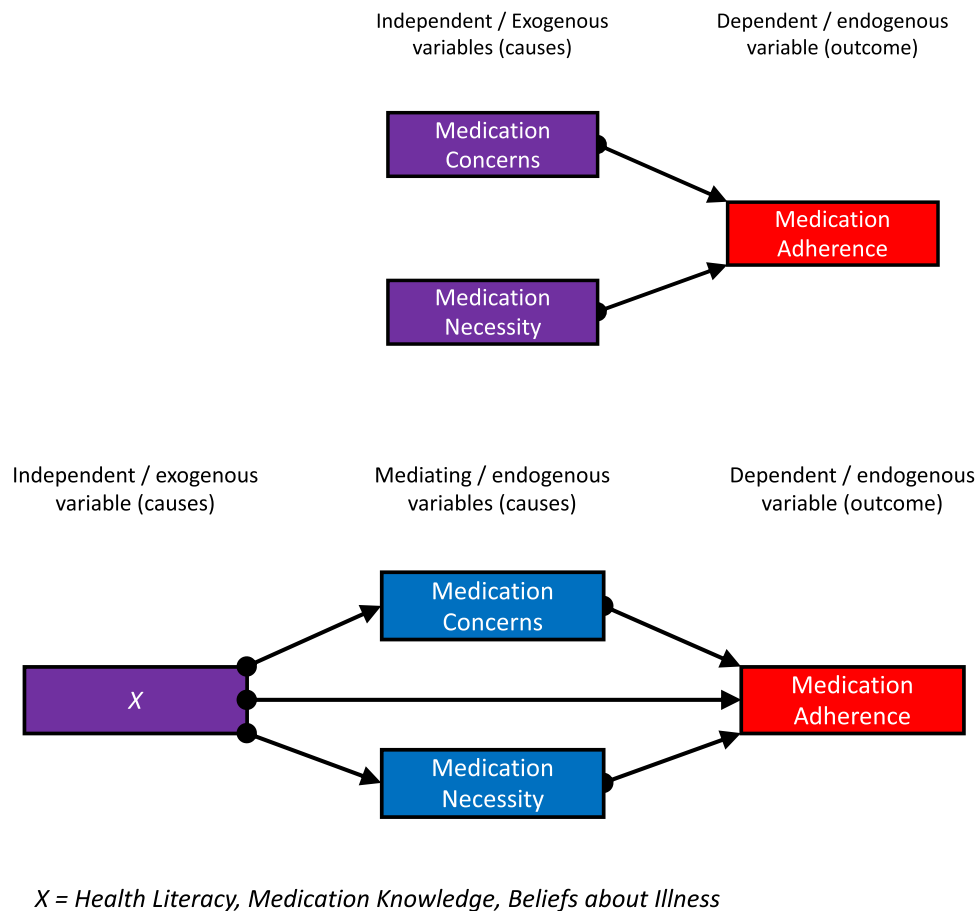 Independent / Exogenous
variables (causes)
Dependent / endogenous
variable (outcome)
Medication
Concerns
Medication
Adherence
Medication
Necessity
Independent / exogenous
variable (causes)
Mediating / endogenous
variables (causes)
Dependent / endogenous
variable (outcome)
Medication
Concerns
X
Medication
Adherence
Medication
Necessity
X = Health Literacy, Medication Knowledge, Beliefs about Illness